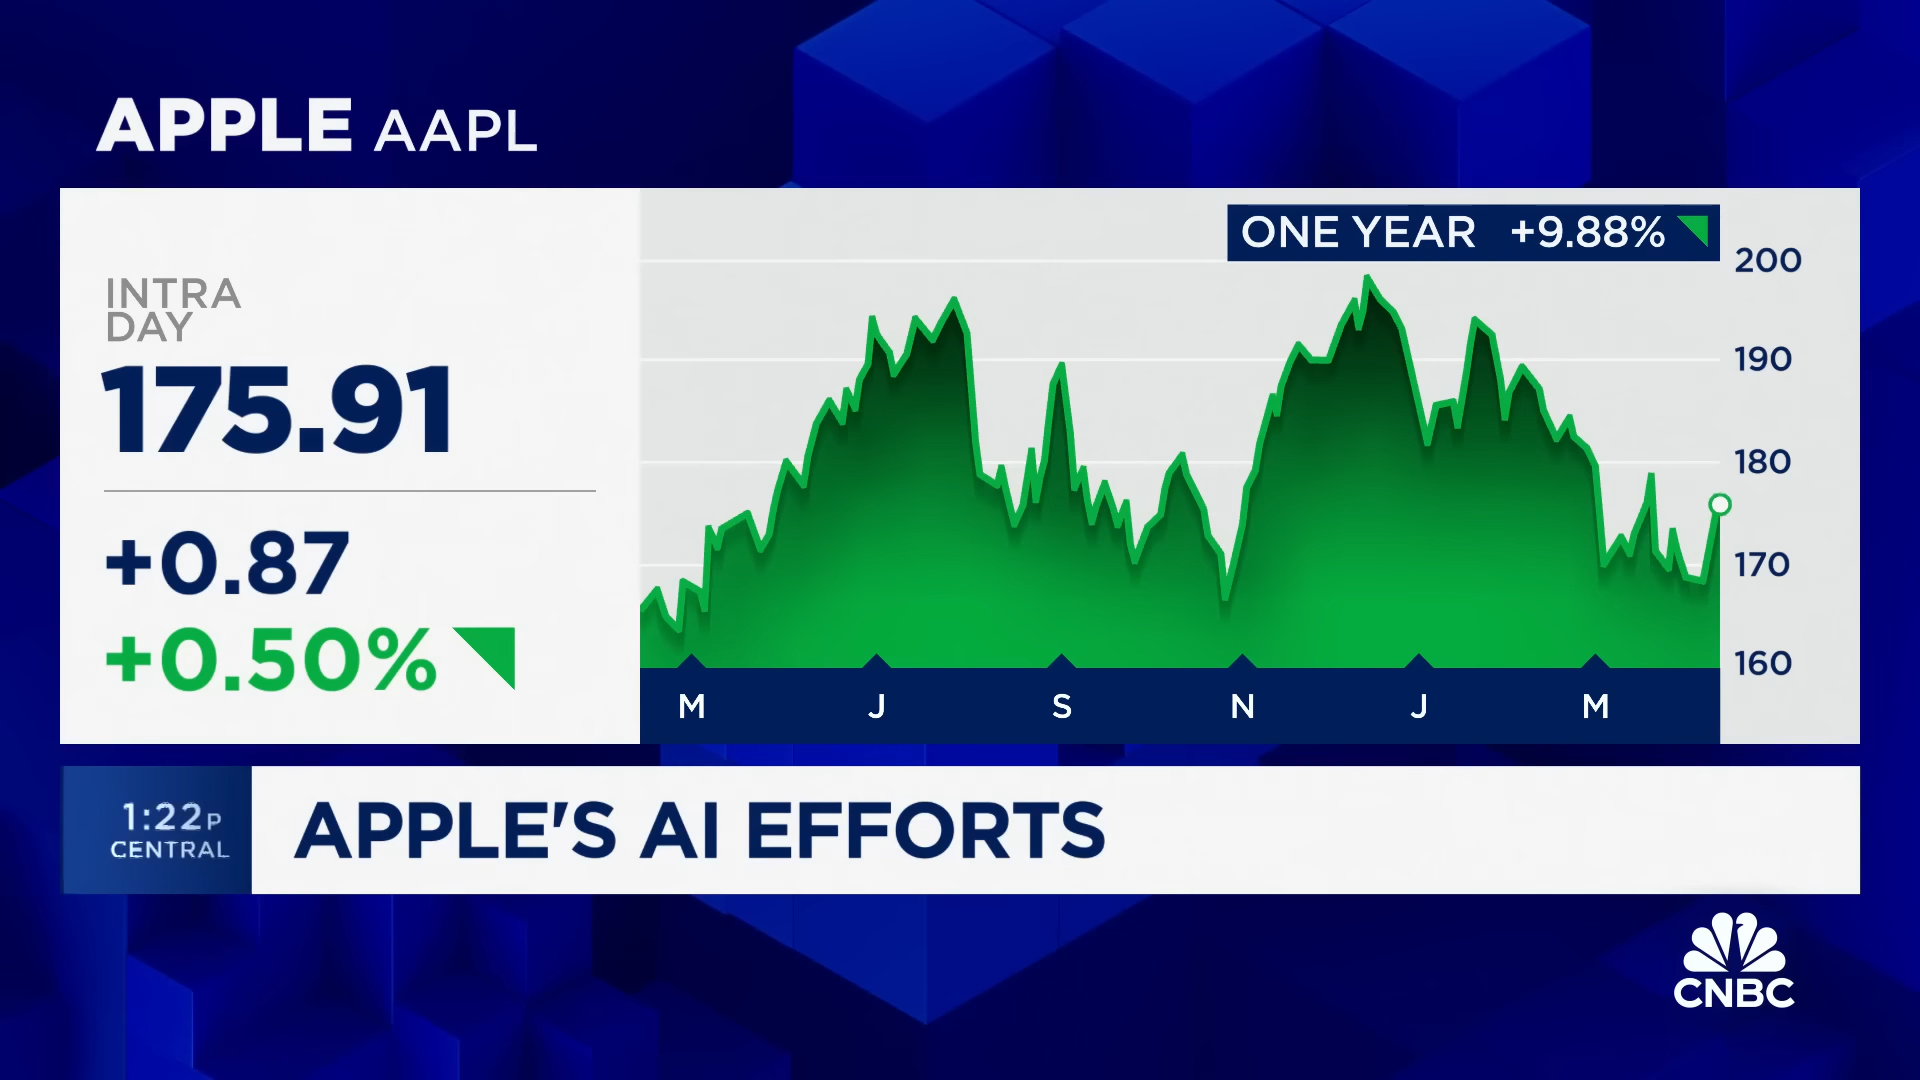 APPLE AAPL
INTRA
DAY
175.91
+0.87
+0.50%
ONE YEAR +9.88%
200
190
180
170
160
M J S N J M
1:22P
CENTRAL
APPLE'S AI EFFORTS
CNBC